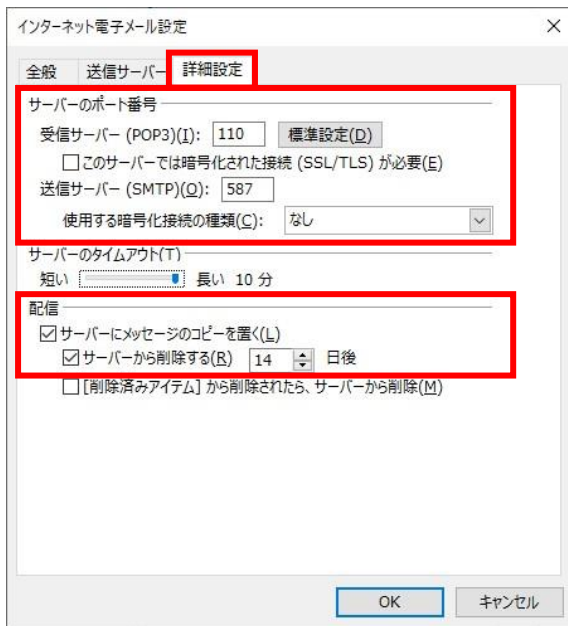 インターネット電子メール設定
全般 送信サーバー 詳細設定
サーバーのポート番号
受信サーバー (POP3)(I): 110 標準設定(D)
このサーバーでは暗号化された接続 (SSL/TLS) が必要(E)
送信サーバー (SMTP)(O): 587
使用する暗号化接続の種類(C): なし
サーバーのタイムアウト(T)
短い 長い 10 分
配信
サーバーにメッセージのコピーを置く(L)
サーバーから削除する(R) 14 日後
[削除済みアイテム] から削除されたら、サーバーから削除(M)
OK キャンセル